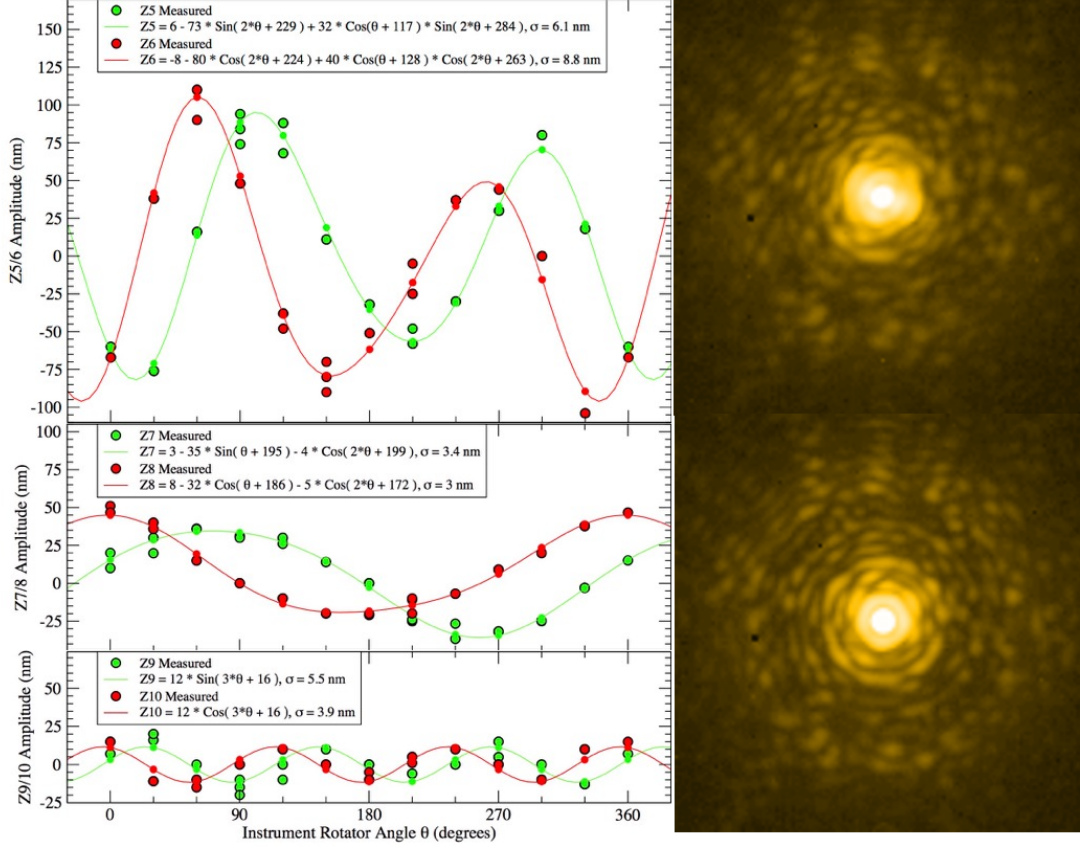 Z5 Measured
Z5 = 6 - 73 * Sin( 2*θ + 229 ) + 32 * Cos(θ + 117 ) * Sin( 2*θ + 284 ), σ = 6.1 nm
Z6 Measured
Z6 = -8 - 80 * Cos( 2*θ + 224 ) + 40 * Cos(θ + 128 ) * Cos( 2*θ + 263 ), σ = 8.8 nm
150
125
100
75
50
25
0
-25
-50
-75
-100
Z5/6 Amplitude (nm)
Z7 Measured
Z7 = 3 - 35 * Sin( θ + 195 ) - 4 * Cos( 2*θ + 199 ), σ = 3.4 nm
Z8 Measured
Z8 = 8 - 32 * Cos( θ + 186 ) - 5 * Cos( 2*θ + 172 ), σ = 3 nm
100
75
50
25
0
-25
Z7/8 Amplitude (nm)
Z9 Measured
Z9 = 12 * Sin( 3*θ + 16 ), σ = 5.5 nm
Z10 Measured
Z10 = 12 * Cos( 3*θ + 16 ), σ = 3.9 nm
50
25
0
-25
Z9/10 Amplitude (nm)
0 90 180 270 360
Instrument Rotator Angle θ (degrees)